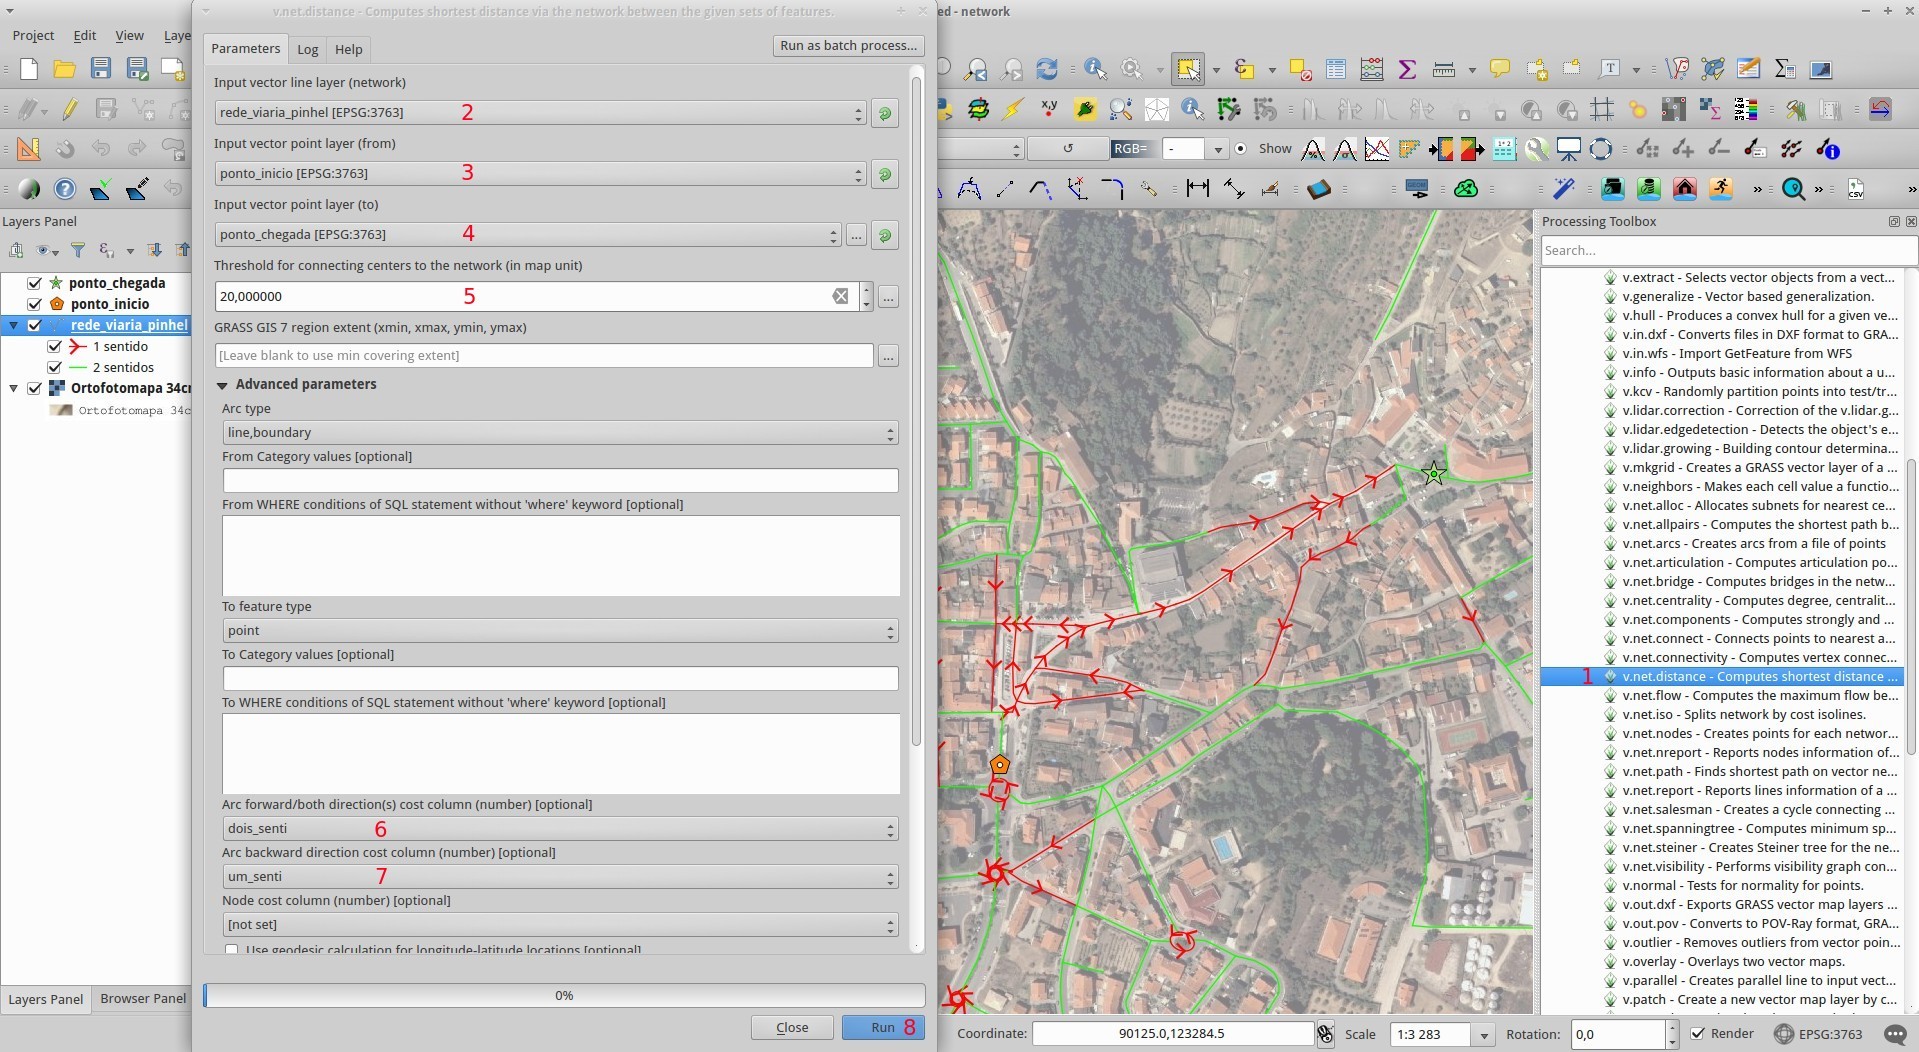 v.net.distance - Computes shortest distance via the network between the given sets of features.
ed - network
Project Edit View Laye
Parameters Log Help
Run as batch process...
x,y
RGB=
-
Show
CSV
Layers Panel
ponto_chegada
ponto_inicio
rede_viaria_pinhel
1 sentido
2 sentidos
Ortofotomapa 34c
Ortofotomapa 34c
Layers Panel
Browser Panel
Input vector line layer (network)
rede_viaria_pinhel [EPSG:3763] 2
Input vector point layer (from)
ponto_inicio [EPSG:3763] 3
Input vector point layer (to)
ponto_chegada [EPSG:3763] 4
...
Threshold for connecting centers to the network (in map unit)
20,000000 5
...
GRASS GIS 7 region extent (xmin, xmax, ymin, ymax)
[Leave blank to use min covering extent]
...
Advanced parameters
Arc type
line,boundary
From Category values [optional]
From WHERE conditions of SQL statement without 'where' keyword [optional]
To feature type
point
To Category values [optional]
To WHERE conditions of SQL statement without 'where' keyword [optional]
Arc forward/both direction(s) cost column (number) [optional]
dois_senti 6
Arc backward direction cost column (number) [optional]
um_senti 7
Node cost column (number) [optional]
[not set]
Use geodesic calculation for longitude-latitude locations [optional]
0%
Close
Run 8
Processing Toolbox
Search...
v.extract - Selects vector objects from a vect...
v.generalize - Vector based generalization.
v.hull - Produces a convex hull for a given ve...
v.in.dxf - Converts files in DXF format to GRA...
v.in.wfs - Import GetFeature from WFS
v.info - Outputs basic information about a u...
v.kcv - Randomly partition points into test/tr...
v.lidar.correction - Correction of the v.lidar.g...
v.lidar.edgedetection - Detects the object's e...
v.lidar.growing - Building contour determina...
v.mkgrid - Creates a GRASS vector layer of a ...
v.neighbors - Makes each cell value a functio...
v.net.alloc - Allocates subnets for nearest ce...
v.net.allpairs - Computes the shortest path b...
v.net.arcs - Creates arcs from a file of points
v.net.articulation - Computes articulation po...
v.net.bridge - Computes bridges in the netw...
v.net.centrality - Computes degree, centralit...
v.net.components - Computes strongly and ...
v.net.connect - Connects points to nearest a...
v.net.connectivity - Computes vertex connec...
1 v.net.distance - Computes shortest distance ...
v.net.flow - Computes the maximum flow be...
v.net.iso - Splits network by cost isolines.
v.net.nodes - Creates points for each networ...
v.net.nreport - Reports nodes information of...
v.net.path - Finds shortest path on vector ne...
v.net.report - Reports lines information of a ...
v.net.salesman - Creates a cycle connecting ...
v.net.spanningtree - Computes minimum sp...
v.net.steiner - Creates Steiner tree for the ne...
v.net.visibility - Performs visibility graph con...
v.normal - Tests for normality for points.
v.out.dxf - Exports GRASS vector map layers ...
v.out.pov - Converts to POV-Ray format, GRA...
v.outlier - Removes outliers from vector poin...
v.overlay - Overlays two vector maps.
v.parallel - Creates parallel line to input vect...
v.patch - Create a new vector map layer by c...
Coordinate: 90125.0,123284.5 Scale 1:3 283 Rotation: 0,0 Render EPSG:3763